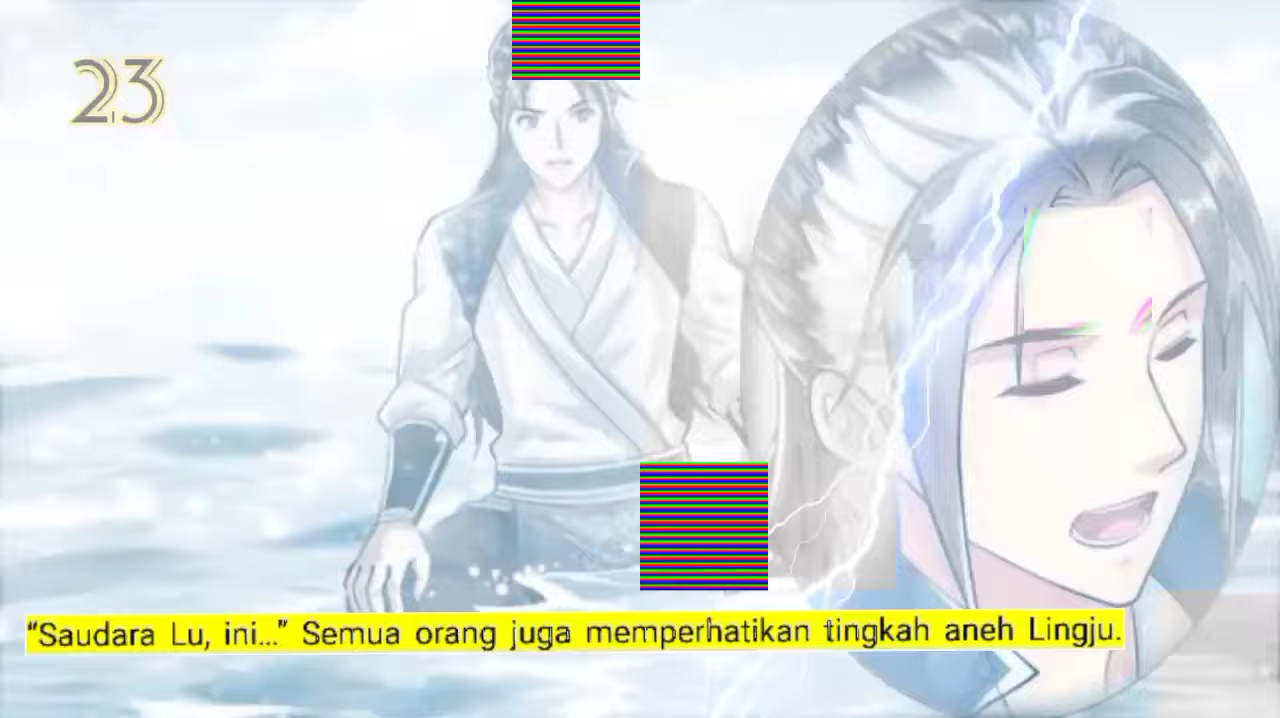 23
“Saudara Lu, ini...” Semua orang juga memperhatikan tingkah aneh Lingju.